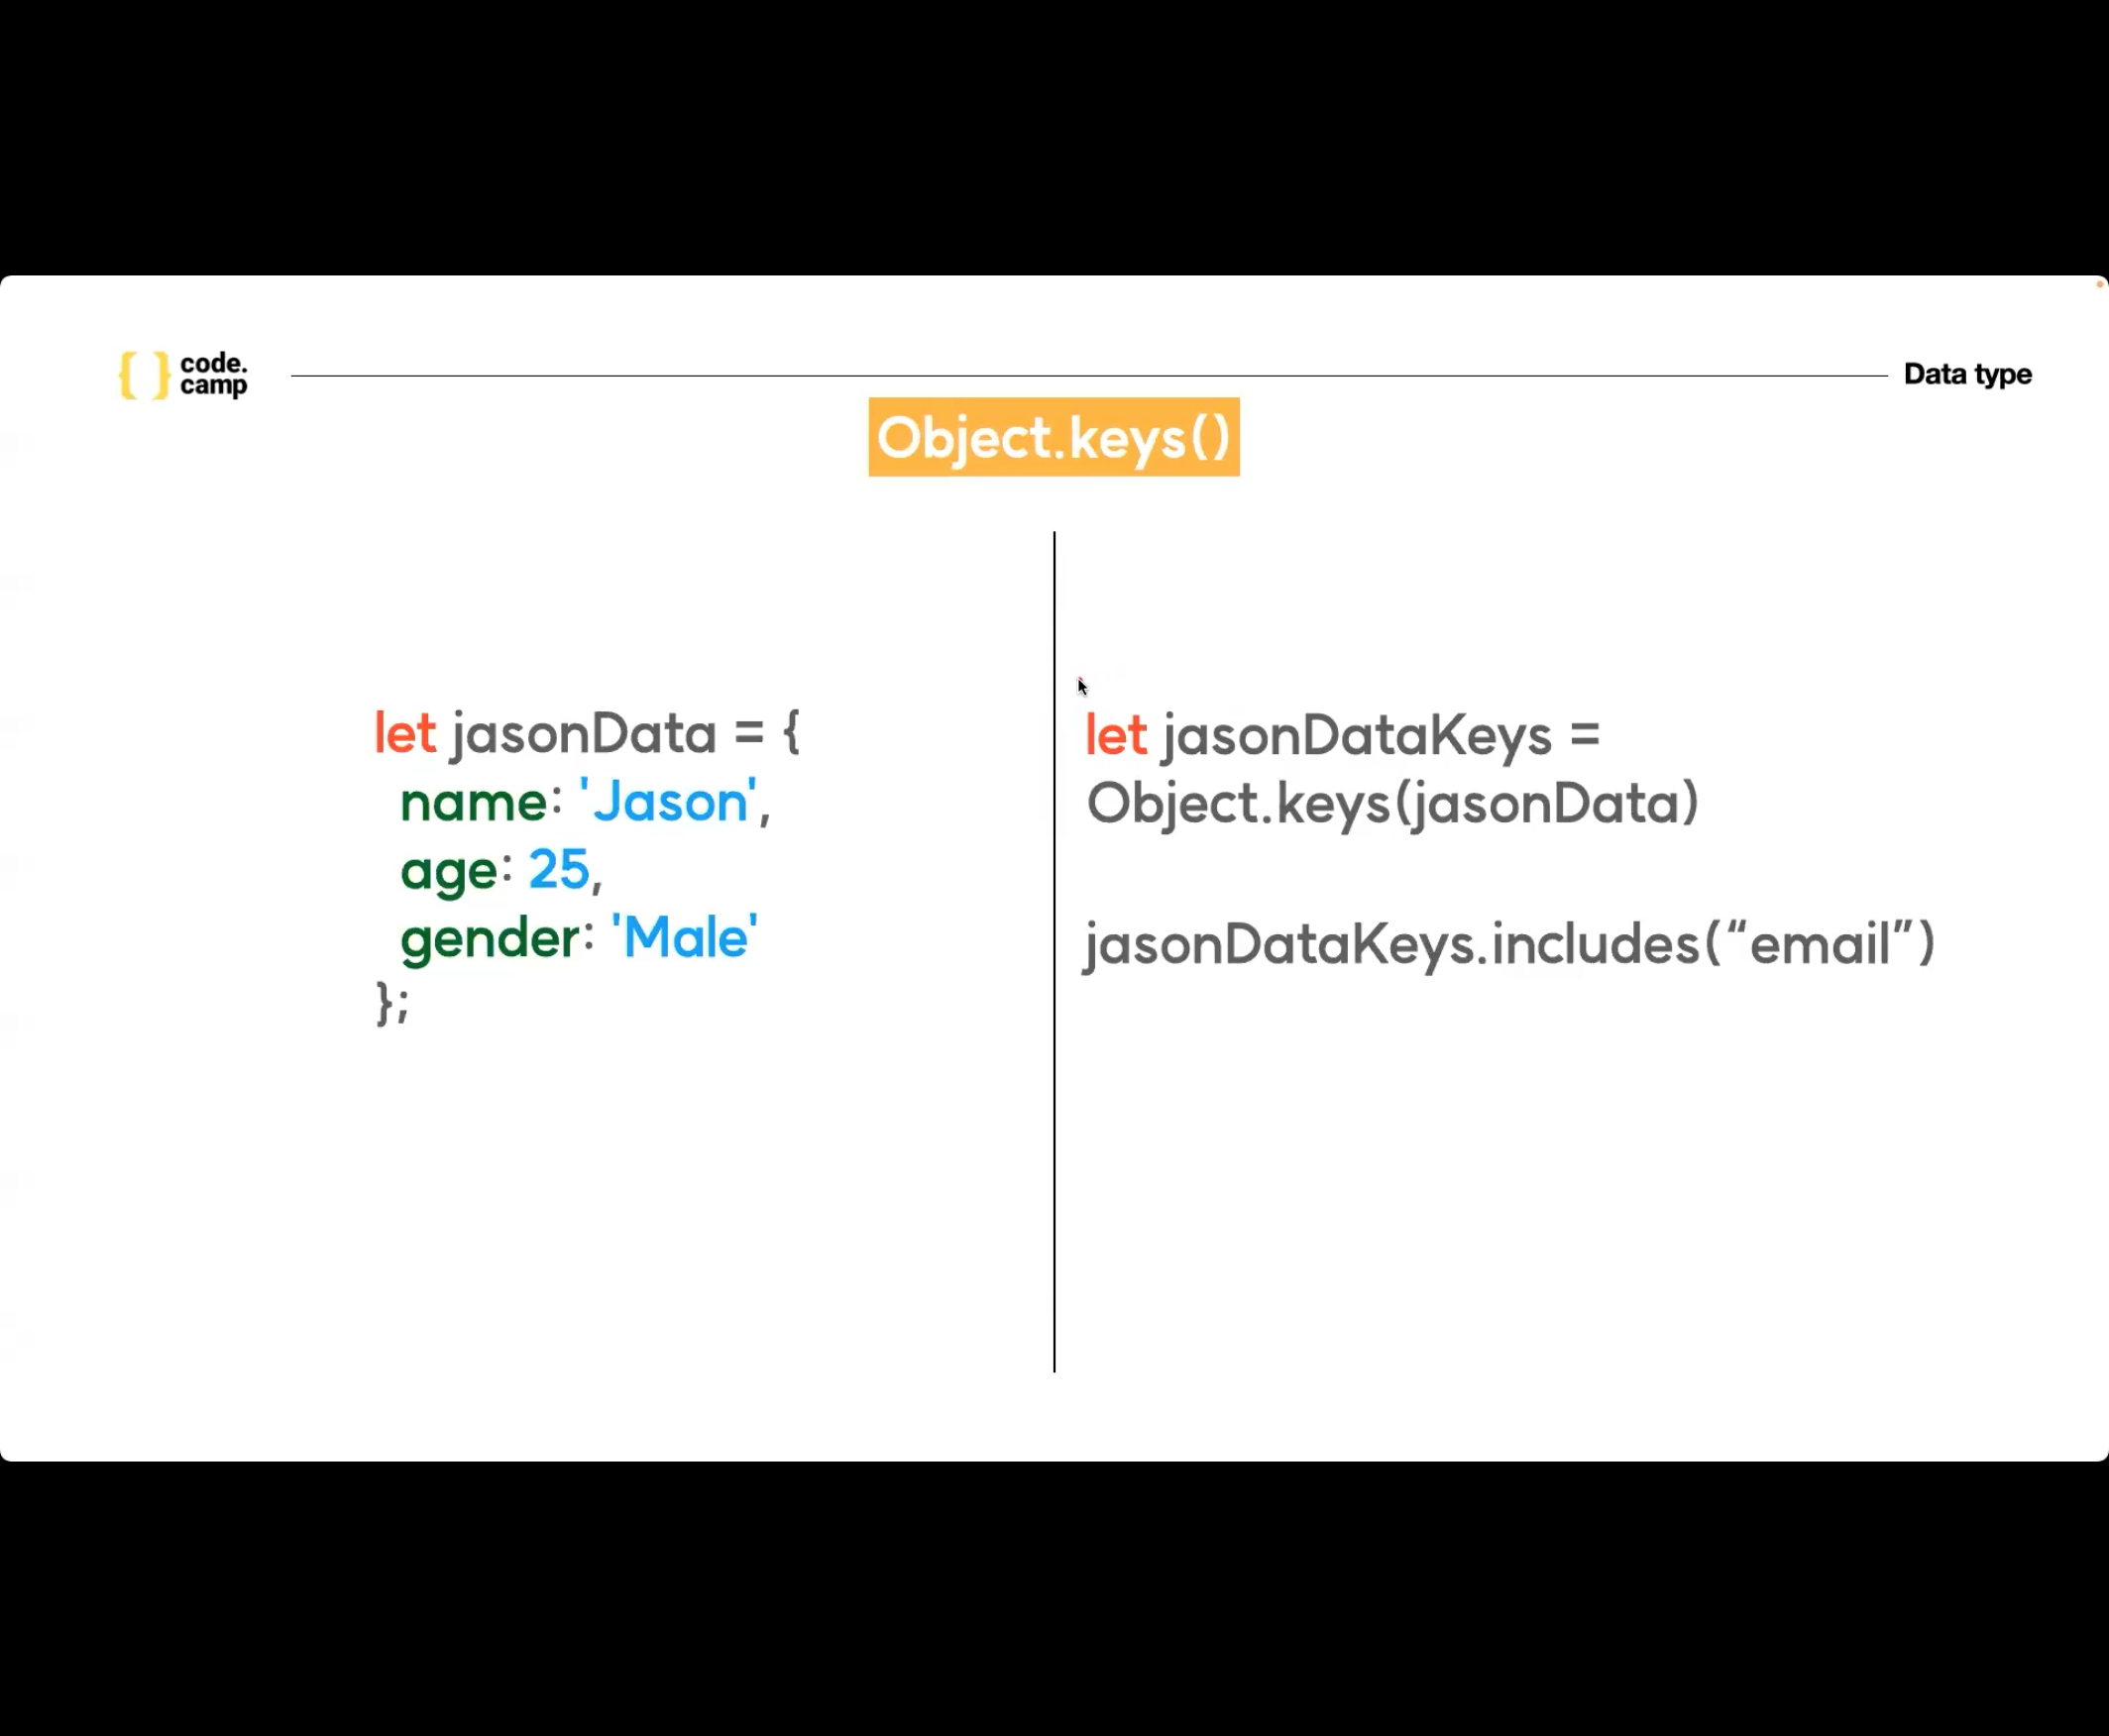 code.
camp
Data type
Object.keys()
let jasonData = {
name: 'Jason',
age: 25,
gender: 'Male'
};
let jasonDataKeys =
Object.keys(jasonData)
jasonDataKeys.includes(“email”)